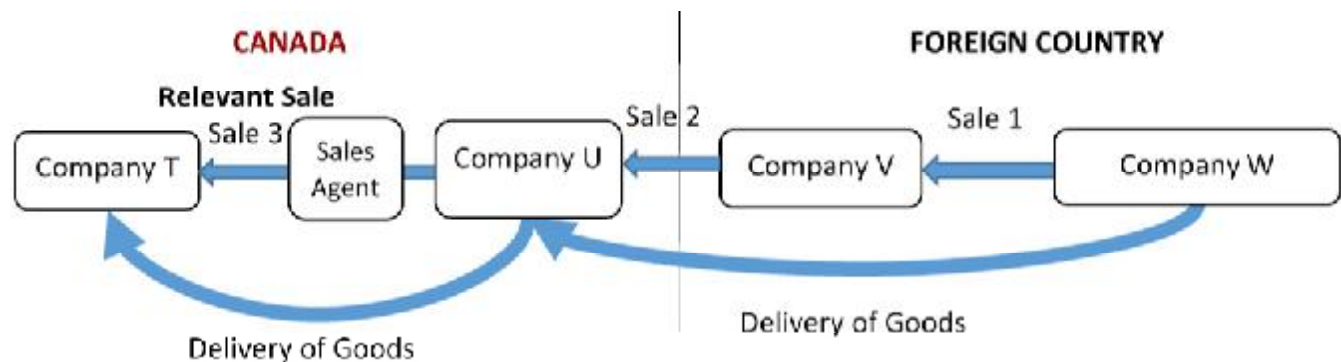 CANADA
FOREIGN COUNTRY
Relevant Sale
Sale 3
Sale 2
Sale 1
Company T
Sales
Agent
Company U
Company V
Company W
Delivery of Goods
Delivery of Goods